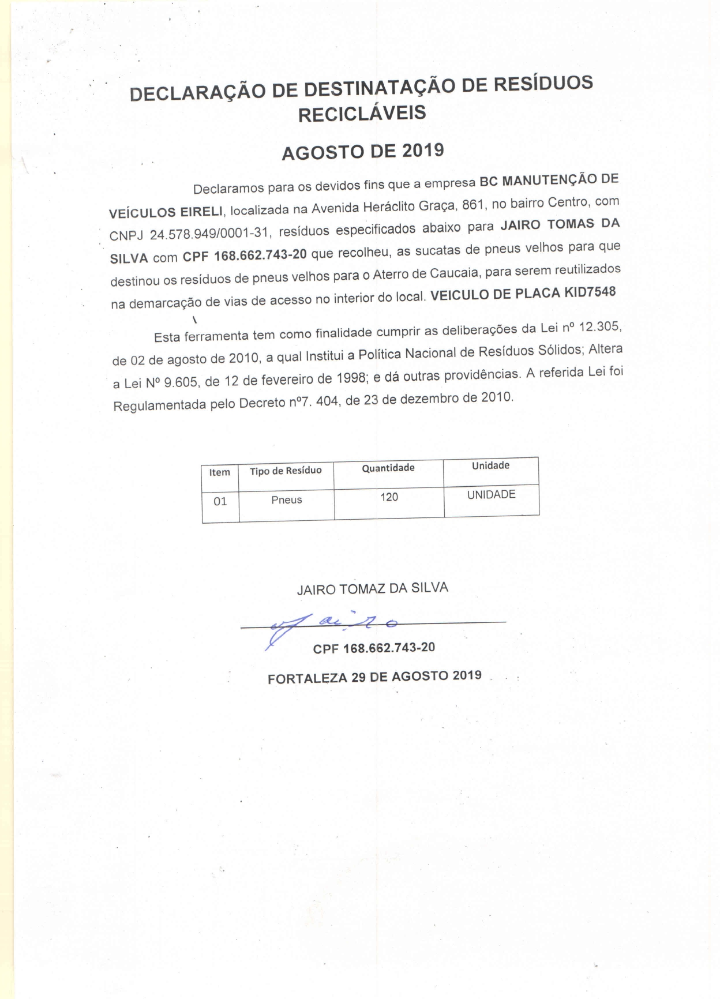 DECLARAÇÃO DE DESTINATAÇÃO DE RESÍDUOS
RECICLÁVEIS
AGOSTO DE 2019
Declaramos para os devidos fins que a empresa BC MANUTENÇÃO DE
VEÍCULOS EIRELI, localizada na Avenida Heráclito Graça, 861, no bairro Centro, com
CNPJ 24.578.949/0001-31, resíduos especificados abaixo para JAIRO TOMAS DA
SILVA com CPF 168.662.743-20 que recolheu, as sucatas de pneus velhos para que
destinou os resíduos de pneus velhos para o Aterro de Caucaia, para serem reutilizados
na demarcação de vias de acesso no interior do local. VEICULO DE PLACA KID7548
Esta ferramenta tem como finalidade cumprir as deliberações da Lei nº 12.305,
de 02 de agosto de 2010, a qual Institui a Política Nacional de Resíduos Sólidos; Altera
a Lei Nº 9.605, de 12 de fevereiro de 1998; e dá outras providências. A referida Lei foi
Regulamentada pelo Decreto nº7. 404, de 23 de dezembro de 2010.
Item Tipo de Resíduo Quantidade Unidade
01 Pneus 120 UNIDADE
JAIRO TOMAZ DA SILVA
Jairo
CPF 168.662.743-20
FORTALEZA 29 DE AGOSTO 2019